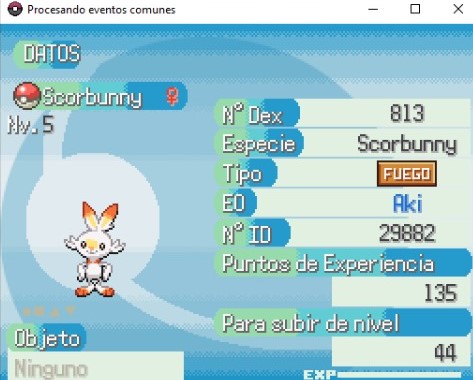 Procesando eventos comunes
DATOS
Scorbunny ♀
Nv. 5
Nº Dex 813
Especie Scorbunny
Tipo FUEGO
EO Aki
Nº ID 29882
Puntos de Experiencia
135
Para subir de nivel
44
Objeto
Ninguno
EXP